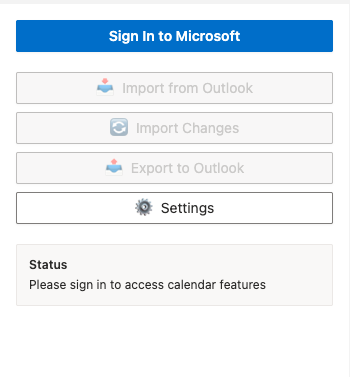 Sign In to Microsoft
Import from Outlook
Import Changes
Export to Outlook
Settings
Status
Please sign in to access calendar features